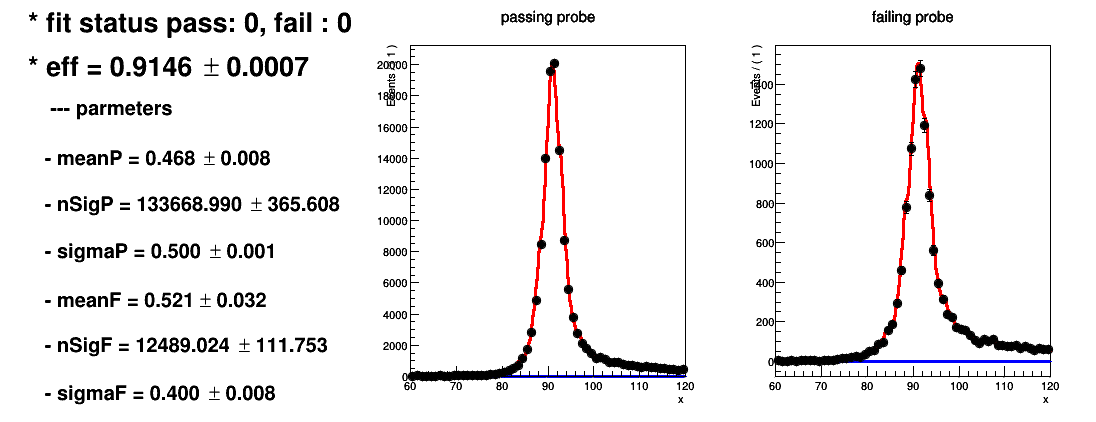 * fit status pass: 0, fail : 0
* eff = 0.9146 ± 0.0007
--- parmeters
- meanP = 0.468 ± 0.008
- nSigP = 133668.990 ± 365.608
- sigmaP = 0.500 ± 0.001
- meanF = 0.521 ± 0.032
- nSigF = 12489.024 ± 111.753
- sigmaF = 0.400 ± 0.008
passing probe
Events / ( 1 )
20000
18000
16000
14000
12000
10000
8000
6000
4000
2000
0
60 70 80 90 100 110 120
x
failing probe
Events / ( 1 )
1400
1200
1000
800
600
400
200
0
60 70 80 90 100 110 120
x